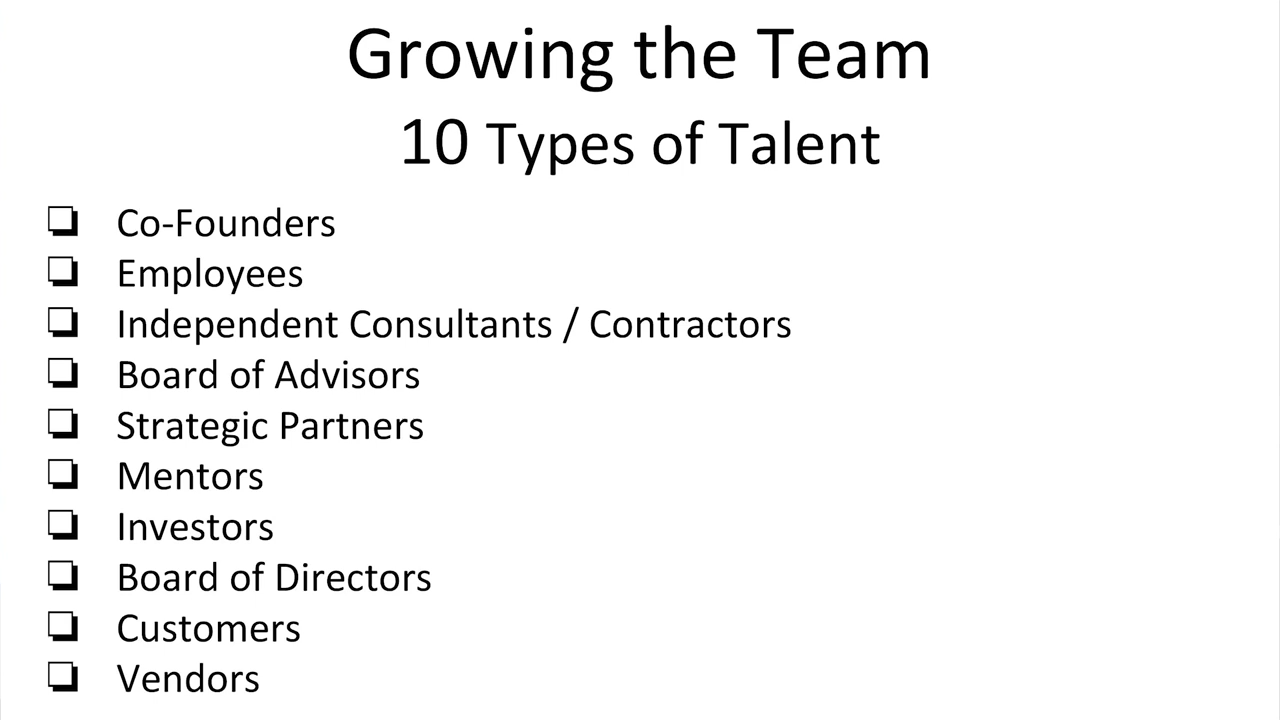 Growing the Team
10 Types of Talent
❏ Co-Founders
❏ Employees
❏ Independent Consultants / Contractors
❏ Board of Advisors
❏ Strategic Partners
❏ Mentors
❏ Investors
❏ Board of Directors
❏ Customers
❏ Vendors